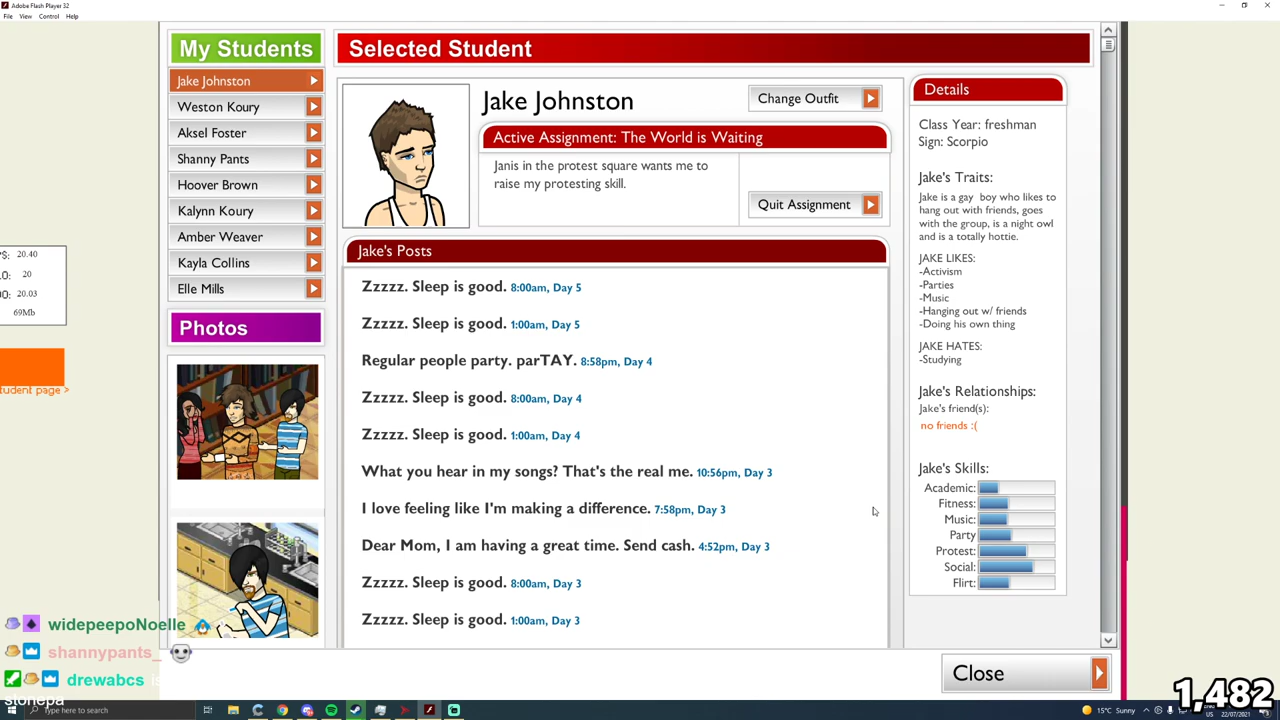 Adobe Flash Player 32
File View Control Help
My Students
Jake Johnston
Weston Koury
Aksel Foster
Shanny Pants
Hoover Brown
Kalynn Koury
Amber Weaver
Kayla Collins
Elle Mills
Photos
Selected Student
Jake Johnston
Change Outfit
Active Assignment: The World is Waiting
Janis in the protest square wants me to
raise my protesting skill.
Quit Assignment
Jake's Posts
Zzzzz. Sleep is good. 8:00am, Day 5
Zzzzz. Sleep is good. 1:00am, Day 5
Regular people party. parTAY. 8:58pm, Day 4
Zzzzz. Sleep is good. 8:00am, Day 4
Zzzzz. Sleep is good. 1:00am, Day 4
What you hear in my songs? That's the real me. 10:56pm, Day 3
I love feeling like I'm making a difference. 7:58pm, Day 3
Dear Mom, I am having a great time. Send cash. 4:52pm, Day 3
Zzzzz. Sleep is good. 8:00am, Day 3
Zzzzz. Sleep is good. 1:00am, Day 3
Details
Class Year: freshman
Sign: Scorpio
Jake's Traits:
Jake is a gay boy who likes to
hang out with friends, goes
with the group, is a night owl
and is a totally hottie.
JAKE LIKES:
-Activism
-Parties
-Music
-Hanging out w/ friends
-Doing his own thing
JAKE HATES:
-Studying
Jake's Relationships:
Jake's friend(s):
no friends :(
Jake's Skills:
Academic:
Fitness:
Music:
Party
Protest:
Social:
Flirt:
Close
S: 20.40
O: 20
O: 20.03
69Mb
tudent page >
widepeepoNoelle
shannypants_
drewabcs
stonepa
1,482
Type here to search
15°C Sunny
22/07/2021